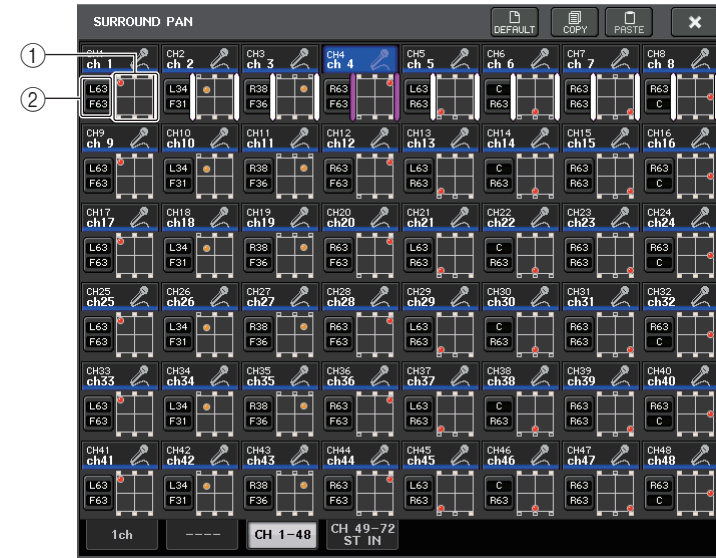 SURROUND PAN DEFAULT COPY PASTE
① ②
CH1 CH2 CH3 CH4 CH5 CH6 CH7 CH8
ch 1 ch 2 ch 3 ch 4 ch 5 ch 6 ch 7 ch 8
L63 L34 R38 R63 L63 C R63 R63
F63 F31 F36 F63 R63 R63 R63 C
CH9 CH10 CH11 CH12 CH13 CH14 CH15 CH16
ch 9 ch10 ch11 ch12 ch13 ch14 ch15 ch16
L63 L34 R38 R63 L63 C R63 R63
F63 F31 F36 F63 R63 R63 R63 C
CH17 CH18 CH19 CH20 CH21 CH22 CH23 CH24
ch17 ch18 ch19 ch20 ch21 ch22 ch23 ch24
L63 L34 R38 R63 L63 C R63 R63
F63 F31 F36 F63 R63 R63 R63 C
CH25 CH26 CH27 CH28 CH29 CH30 CH31 CH32
ch25 ch26 ch27 ch28 ch29 ch30 ch31 ch32
L63 L34 R38 R63 L63 C R63 R63
F63 F31 F36 F63 R63 R63 R63 C
CH33 CH34 CH35 CH36 CH37 CH38 CH39 CH40
ch33 ch34 ch35 ch36 ch37 ch38 ch39 ch40
L63 L34 R38 R63 L63 C R63 R63
F63 F31 F36 F63 R63 R63 R63 C
CH41 CH42 CH43 CH44 CH45 CH46 CH47 CH48
ch41 ch42 ch43 ch44 ch45 ch46 ch47 ch48
L63 L34 R38 R63 L63 C R63 R63
F63 F31 F36 F63 R63 R63 R63 C
1ch ---- CH 1-48 CH 49-72
ST IN